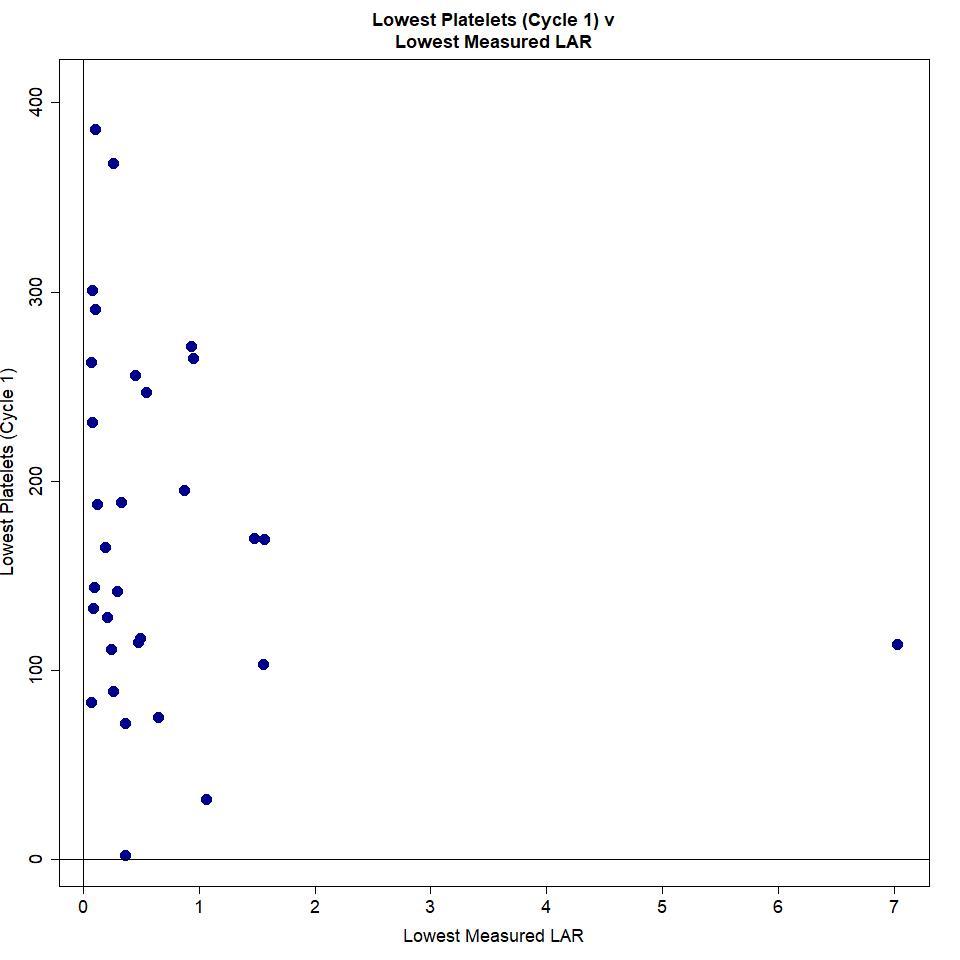 Lowest Platelets (Cycle 1) v
Lowest Measured LAR
Lowest Platelets (Cycle 1)
400
300
200
100
0
0 1 2 3 4 5 6 7
Lowest Measured LAR